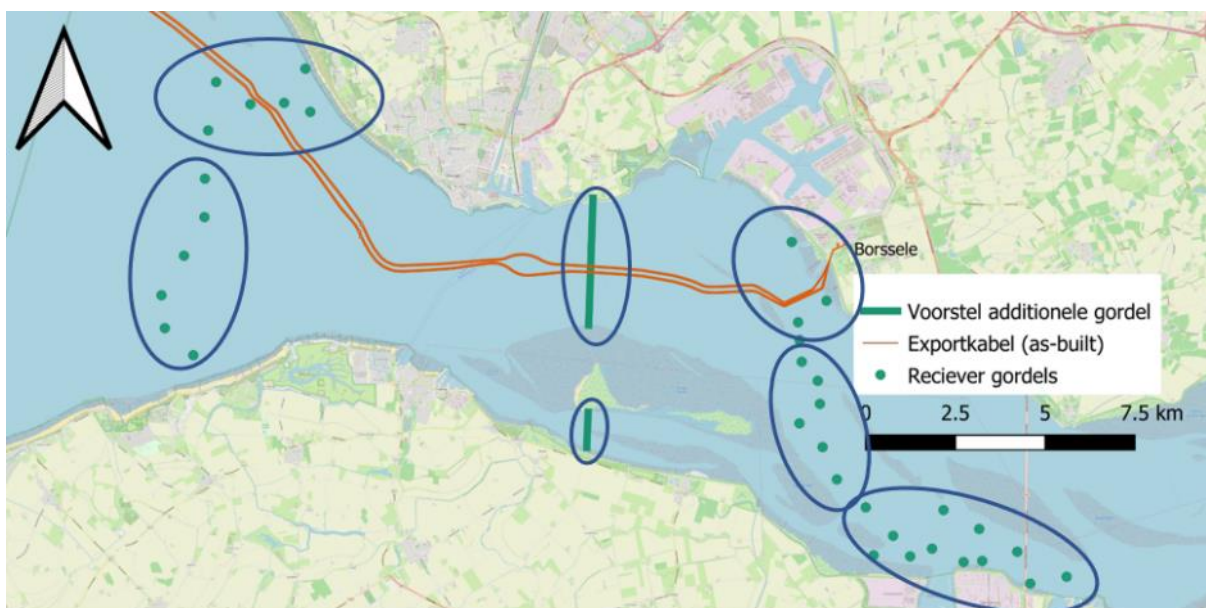 Borssele
Voorstel additionele gordel
Exportkabel (as-built)
Reciever gordels
0 2.5 5 7.5 km